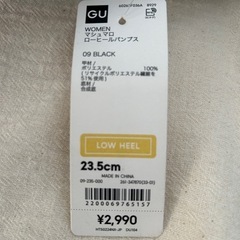 GU
WOMEN
マシュマロ
ローヒールパンプス
09 BLACK
甲材/
ポリエステル 100%
(リサイクルポリエステル繊維を
51%使用)
底材/
合成底
LOW HEEL
23.5cm
MADE IN CHINA
2200069765157
¥2,990